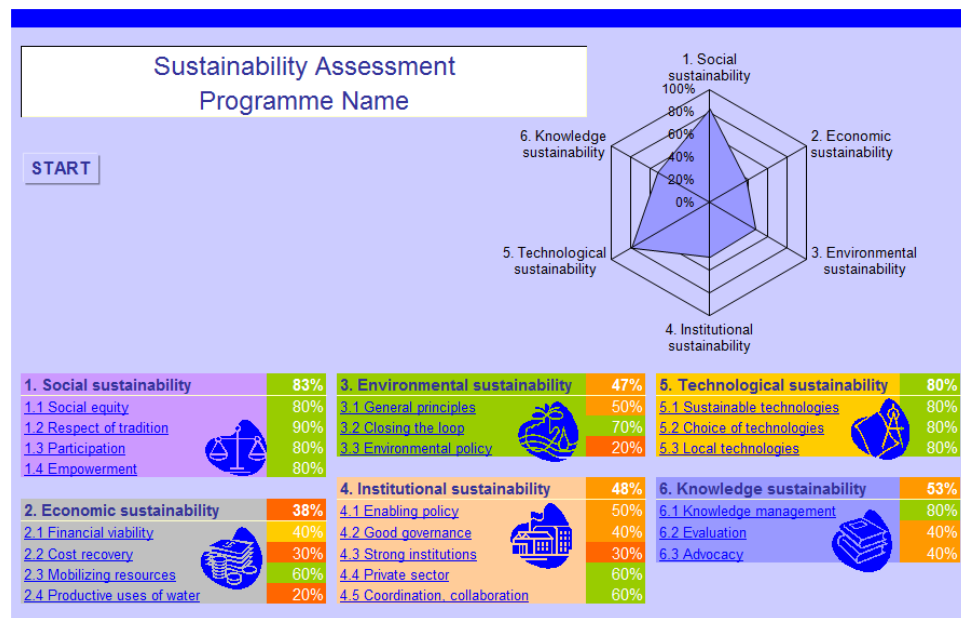 Sustainability Assessment
Programme Name
START
1. Social
sustainability
100%
80%
60%
40%
20%
0%
6. Knowledge
sustainability
2. Economic
sustainability
5. Technological
sustainability
3. Environmental
sustainability
4. Institutional
sustainability
1. Social sustainability 83%
1.1 Social equity 80%
1.2 Respect of tradition 90%
1.3 Participation 80%
1.4 Empowerment 80%
2. Economic sustainability 38%
2.1 Financial viability 40%
2.2 Cost recovery 30%
2.3 Mobilizing resources 60%
2.4 Productive uses of water 20%
3. Environmental sustainability 47%
3.1 General principles 50%
3.2 Closing the loop 70%
3.3 Environmental policy 20%
4. Institutional sustainability 48%
4.1 Enabling policy 50%
4.2 Good governance 40%
4.3 Strong institutions 30%
4.4 Private sector 60%
4.5 Coordination, collaboration 60%
5. Technological sustainability 80%
5.1 Sustainable technologies 80%
5.2 Choice of technologies 80%
5.3 Local technologies 80%
6. Knowledge sustainability 53%
6.1 Knowledge management 80%
6.2 Evaluation 40%
6.3 Advocacy 40%